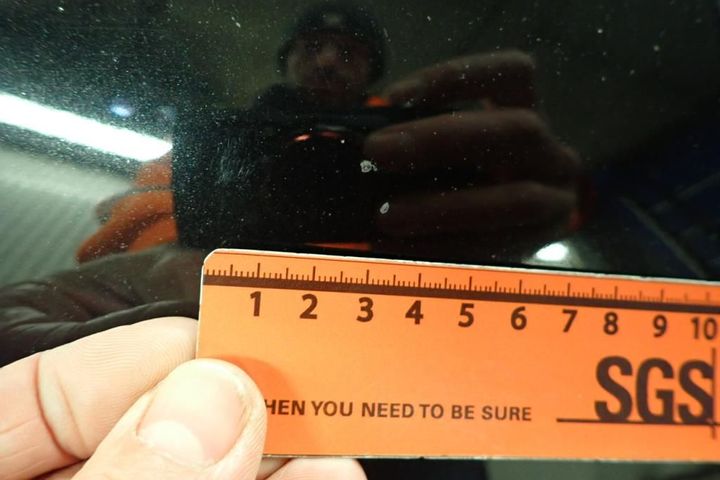 1 2 3 4 5 6 7 8 9 10
SGS
HEN YOU NEED TO BE SURE